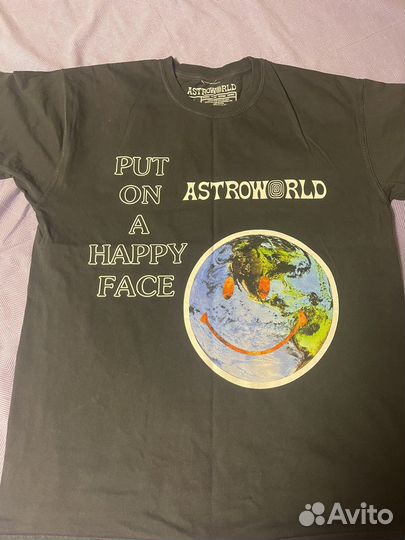 ASTROWORLD
PUT
ON
A
HAPPY
FACE
ASTROWORLD
Avito